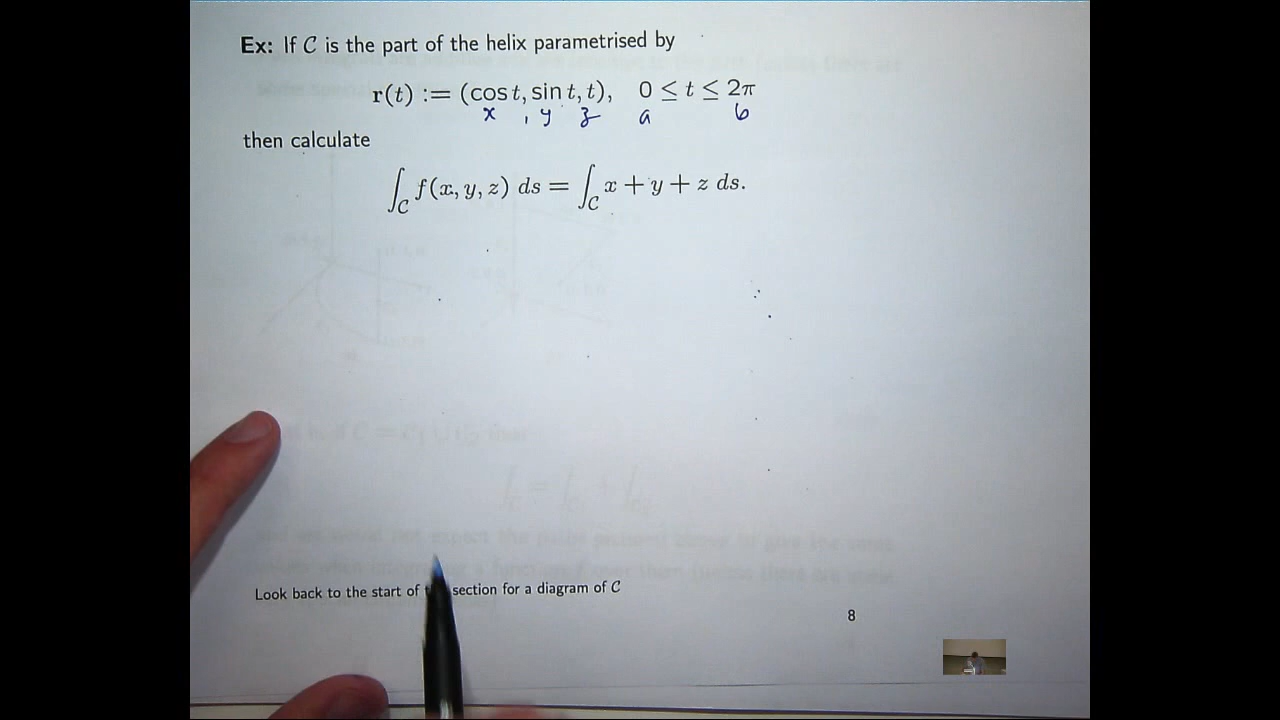 Ex: If C is the part of the helix parametrised by
r(t) := (cos t, sin t, t), 0 ≤ t ≤ 2π
x , y z a b
then calculate
∫_C f(x, y, z) ds = ∫_C x + y + z ds.
Look back to the start of section for a diagram of C
8